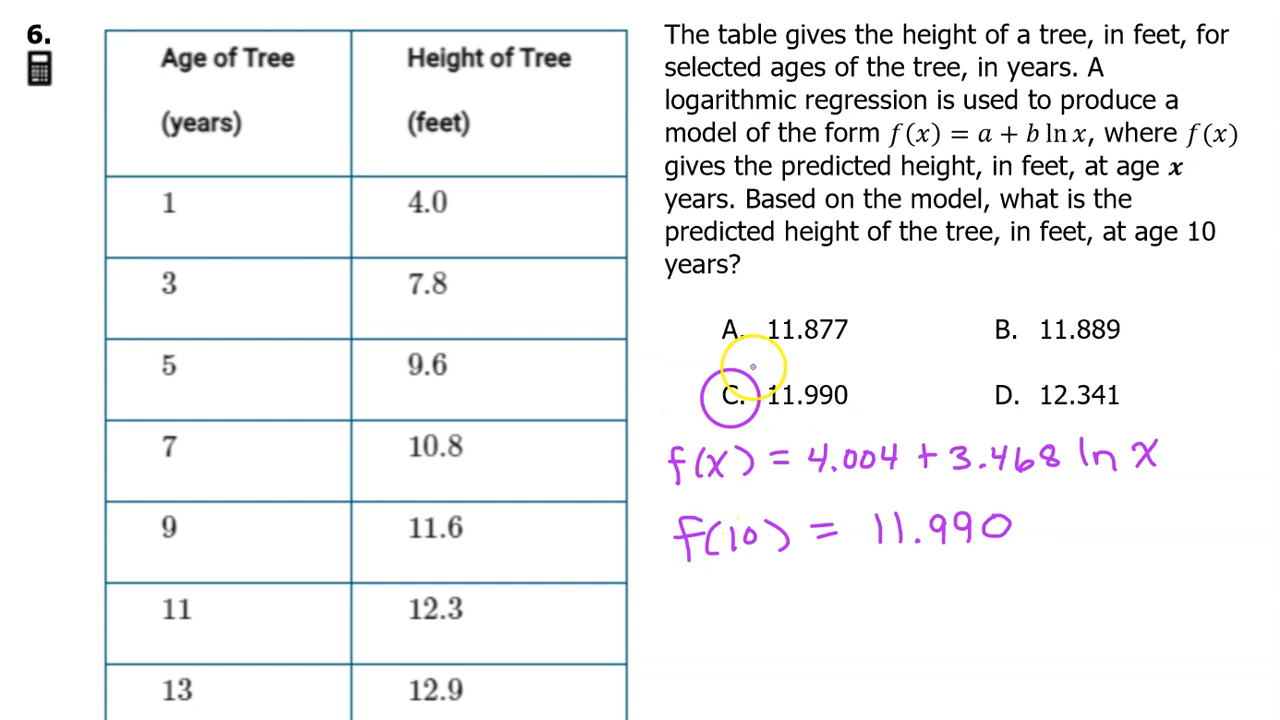 6.
Age of Tree
(years)
Height of Tree
(feet)
1 4.0
3 7.8
5 9.6
7 10.8
9 11.6
11 12.3
13 12.9
The table gives the height of a tree, in feet, for
selected ages of the tree, in years. A
logarithmic regression is used to produce a
model of the form f(x) = a + b ln x, where f(x)
gives the predicted height, in feet, at age x
years. Based on the model, what is the
predicted height of the tree, in feet, at age 10
years?
A. 11.877 B. 11.889
C. 11.990 D. 12.341
f(x) = 4.004 + 3.468 ln x
f(10) = 11.990